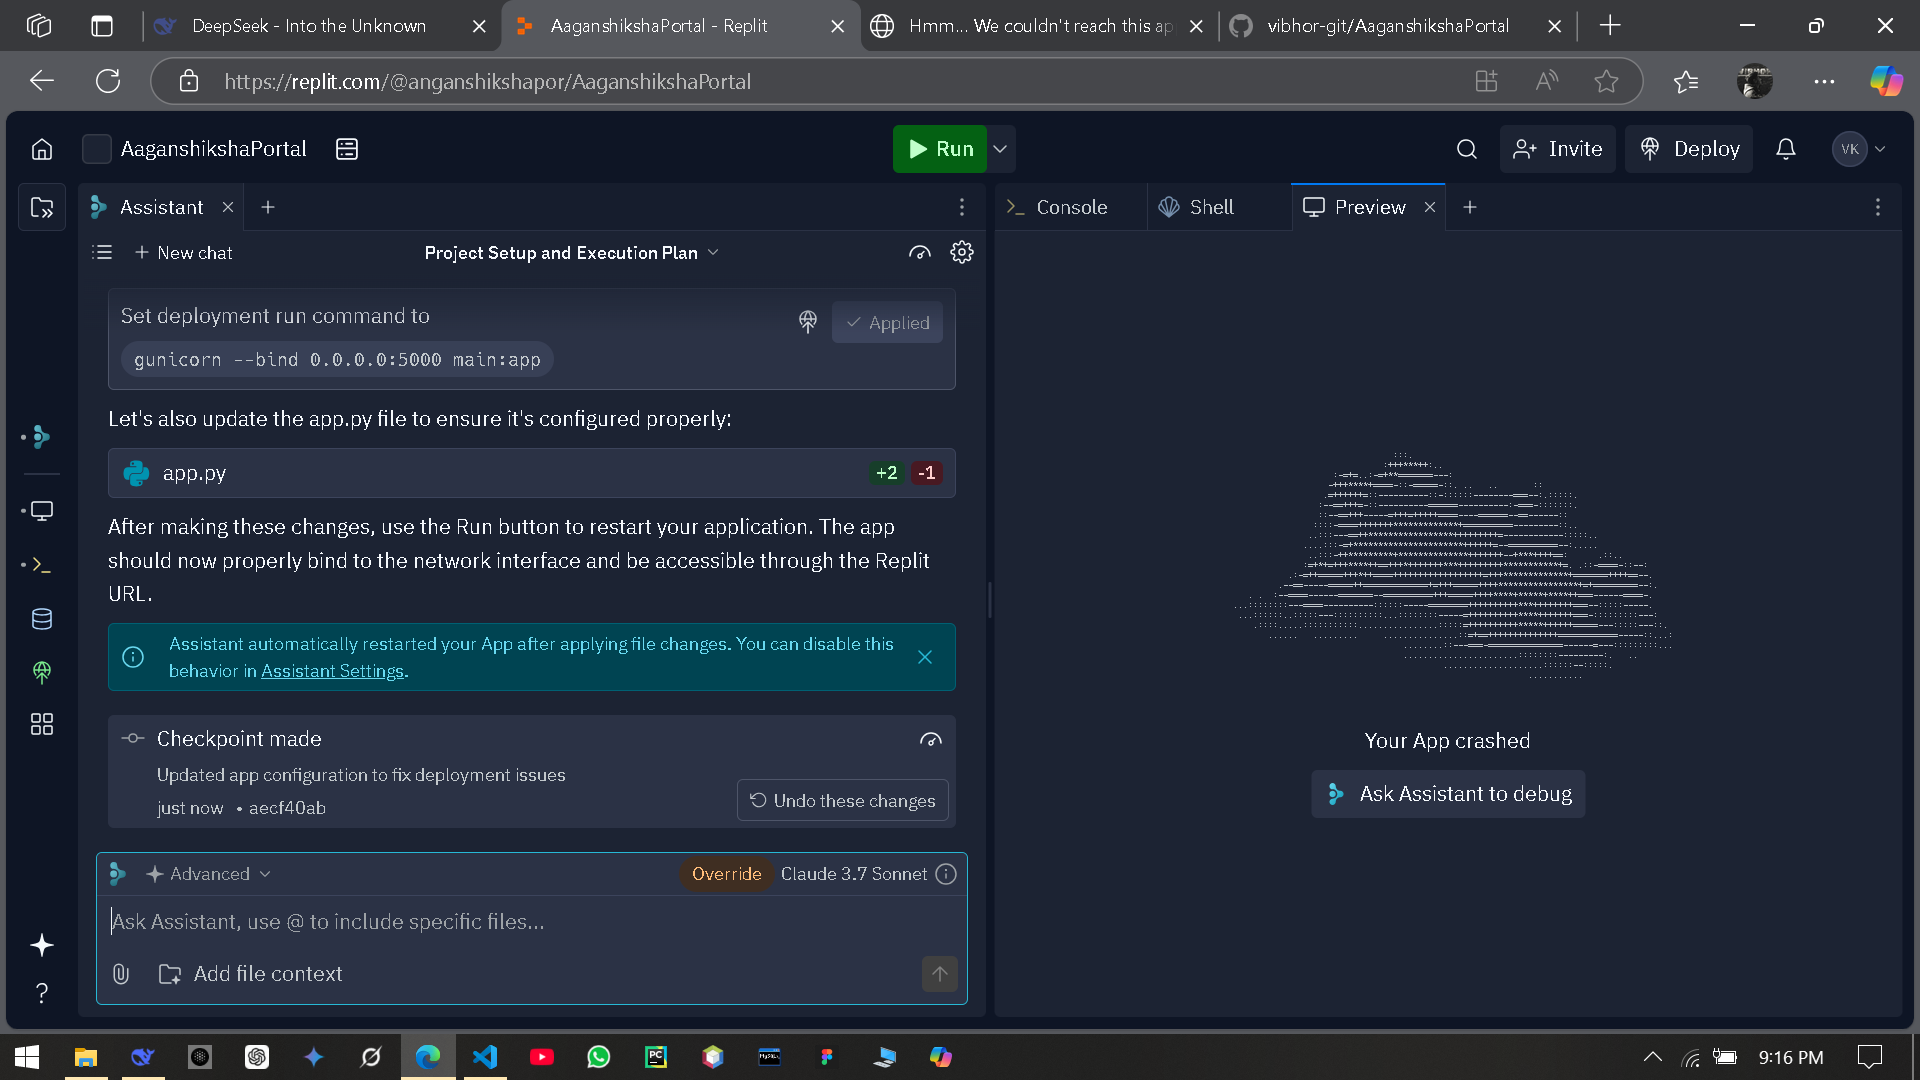 DeepSeek - Into the Unknown
AaganshikshaPortal - Replit
Hmm... We couldn't reach this ap
vibhor-git/AaganshikshaPortal
https://replit.com/@anganshikshapor/AaganshikshaPortal
AaganshikshaPortal
Run
Invite
Deploy
VK
Assistant
Console
Shell
Preview
New chat
Project Setup and Execution Plan
Set deployment run command to
Applied
gunicorn --bind 0.0.0.0:5000 main:app
Let's also update the app.py file to ensure it's configured properly:
app.py
+2 -1
After making these changes, use the Run button to restart your application. The app
should now properly bind to the network interface and be accessible through the Replit
URL.
Assistant automatically restarted your App after applying file changes. You can disable this
behavior in Assistant Settings.
Checkpoint made
Updated app configuration to fix deployment issues
just now • aecf40ab
Undo these changes
Your App crashed
Ask Assistant to debug
Advanced
Override Claude 3.7 Sonnet
Ask Assistant, use @ to include specific files...
Add file context
9:16 PM